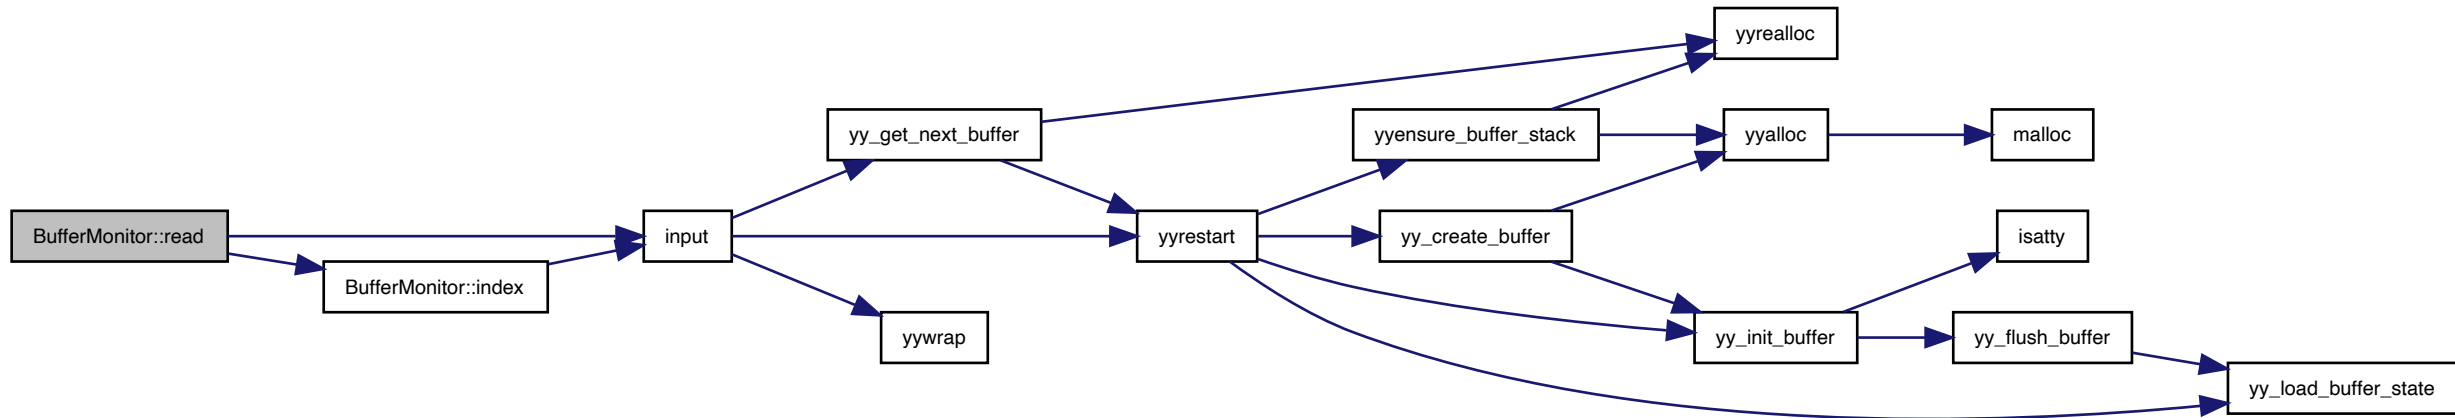 BufferMonitor::read
BufferMonitor::index
input
yy_get_next_buffer
yywrap
yyrestart
yyensure_buffer_stack
yy_create_buffer
yyrealloc
yyalloc
yy_init_buffer
malloc
isatty
yy_flush_buffer
yy_load_buffer_state